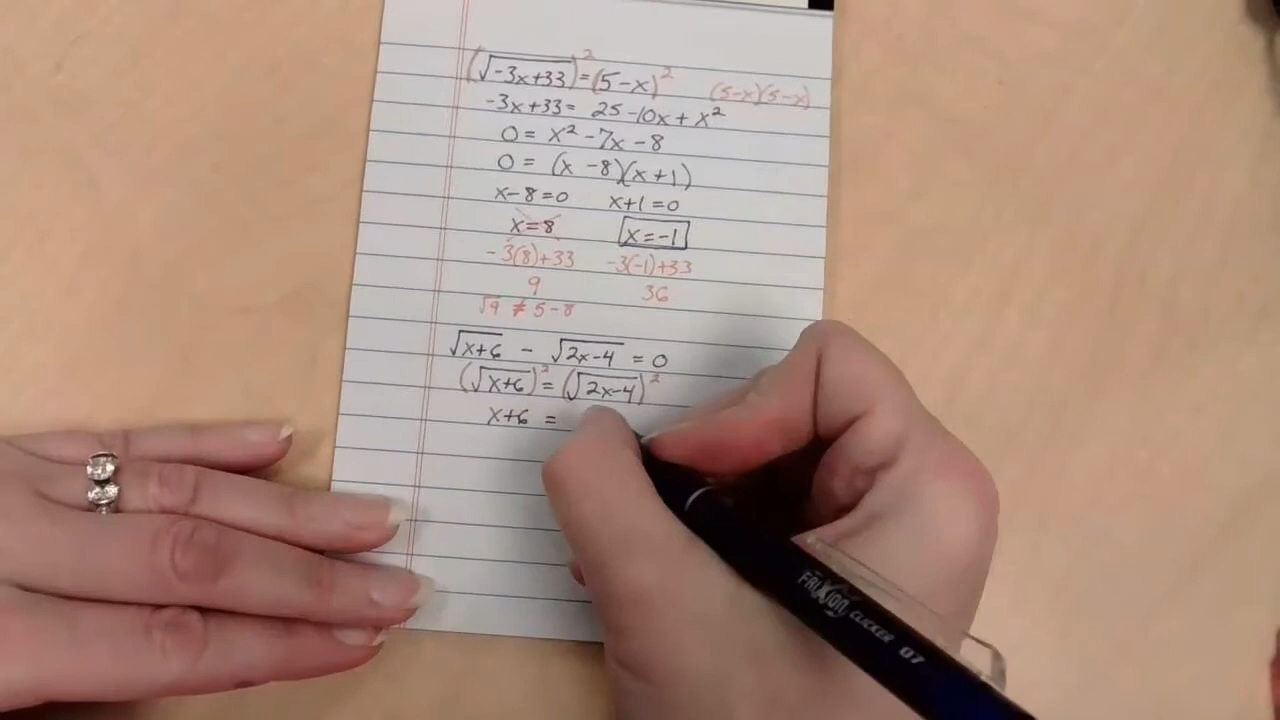 (√-3x+33)² = (5-x)² (5-x)(5-x)
-3x+33 = 25 -10x + x²
0 = x² -7x -8
0 = (x -8)(x+1)
x-8=0 x+1=0
x=8 x=-1
-3(8)+33 -3(-1)+33
9 36
√9 ≠ 5-8
√x+6 - √2x-4 = 0
(√x+6)² = (√2x-4)²
x+6 =
FRIXION CLICKER 07